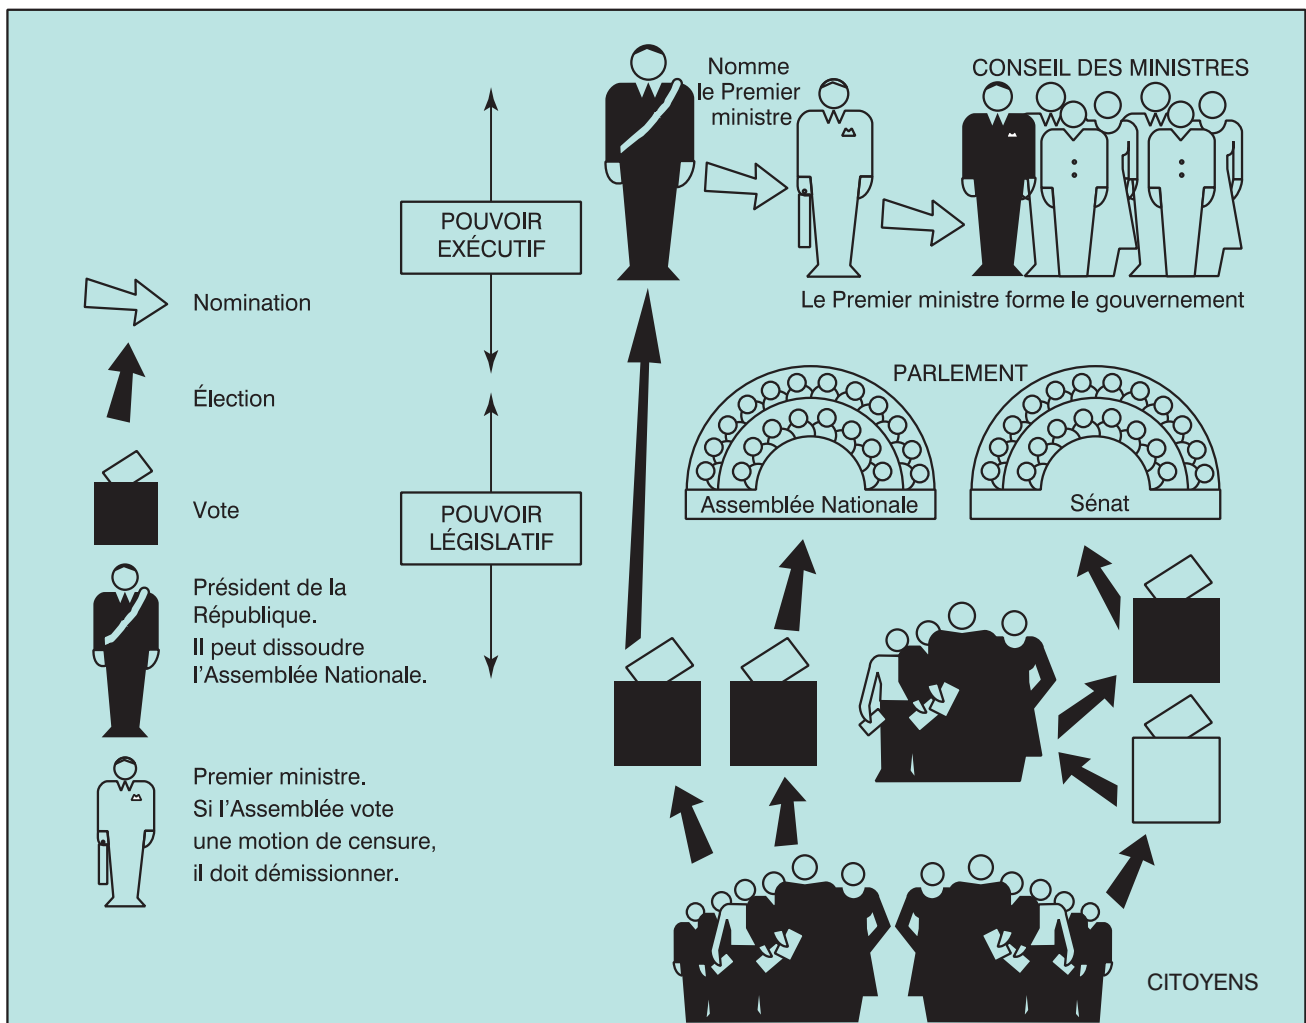 Nomme
le Premier
ministre
CONSEIL DES MINISTRES
POUVOIR
EXÉCUTIF
Le Premier ministre forme le gouvernement
Nomination
Élection
Vote
Président de la
République.
Il peut dissoudre
l'Assemblée Nationale.
Premier ministre.
Si l'Assemblée vote
une motion de censure,
il doit démissionner.
POUVOIR
LÉGISLATIF
PARLEMENT
Assemblée Nationale
Sénat
CITOYENS